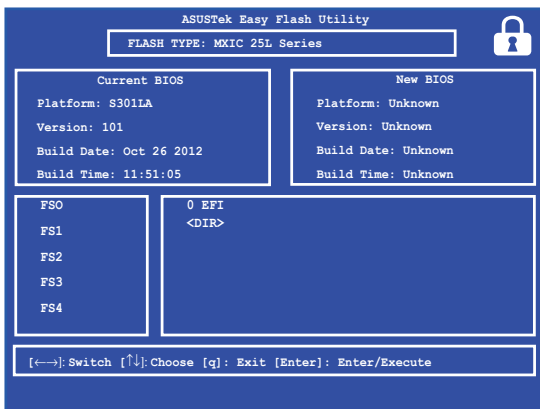 ASUSTek Easy Flash Utility
FLASH TYPE: MXIC 25L Series
Current BIOS
Platform: S301LA
Version: 101
Build Date: Oct 26 2012
Build Time: 11:51:05
New BIOS
Platform: Unknown
Version: Unknown
Build Date: Unknown
Build Time: Unknown
FSO
FS1
FS2
FS3
FS4
0 EFI
<DIR>
[←→]: Switch [↑↓]: Choose [q]: Exit [Enter]: Enter/Execute